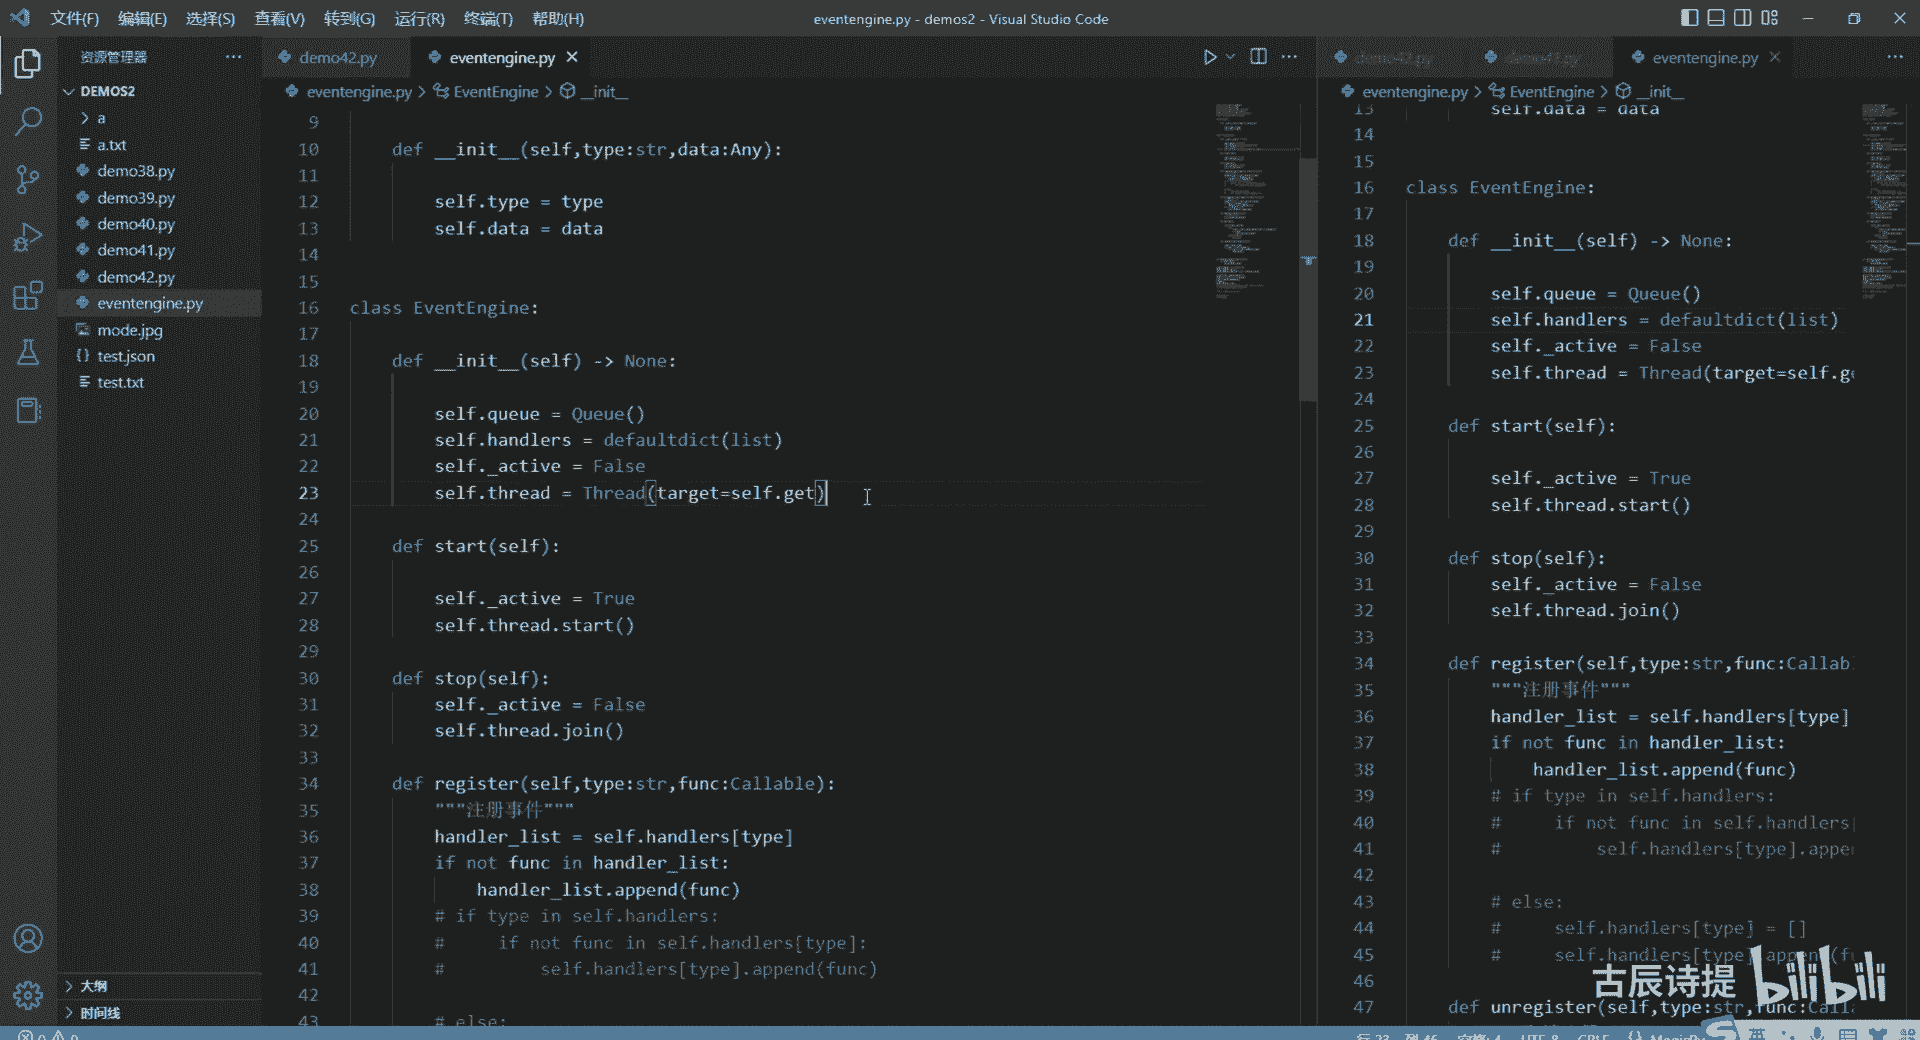 文件(F) 编辑(E) 选择(S) 查看(V) 转到(G) 运行(R) 终端(T) 帮助(H)
eventengine.py - demos2 - Visual Studio Code
资源管理器
DEMOS2
a
a.txt
demo38.py
demo39.py
demo40.py
demo41.py
demo42.py
eventengine.py
mode.jpg
{} test.json
test.txt
大纲
时间线
demo42.py
eventengine.py
eventengine.py > EventEngine > __init__
9
10 def __init__(self,type:str,data:Any):
11
12 self.type = type
13 self.data = data
14
15
16 class EventEngine:
17
18 def __init__(self) -> None:
19
20 self.queue = Queue()
21 self.handlers = defaultdict(list)
22 self._active = False
23 self.thread = Thread(target=self.get)
24
25 def start(self):
26
27 self._active = True
28 self.thread.start()
29
30 def stop(self):
31 self._active = False
32 self.thread.join()
33
34 def register(self,type:str,func:Callable):
35 """注册事件"""
36 handler_list = self.handlers[type]
37 if not func in handler_list:
38 handler_list.append(func)
39 # if type in self.handlers:
40 # if not func in self.handlers[type]:
41 # self.handlers[type].append(func)
42
43 # else:
demo42.py
demo41.py
eventengine.py
eventengine.py > EventEngine > __init__
13 self.data = data
14
15
16 class EventEngine:
17
18 def __init__(self) -> None:
19
20 self.queue = Queue()
21 self.handlers = defaultdict(list)
22 self._active = False
23 self.thread = Thread(target=self.ge
24
25 def start(self):
26
27 self._active = True
28 self.thread.start()
29
30 def stop(self):
31 self._active = False
32 self.thread.join()
33
34 def register(self,type:str,func:Callab
35 """注册事件"""
36 handler_list = self.handlers[type]
37 if not func in handler_list:
38 handler_list.append(func)
39 # if type in self.handlers:
40 # if not func in self.handlers[
41 # self.handlers[type].appe
42
43 # else:
44 # self.handlers[type] = []
45 # self.handlers[type].append(fu
46
47 def unregister(self,type:str,func:Call
古辰诗提 bilibili